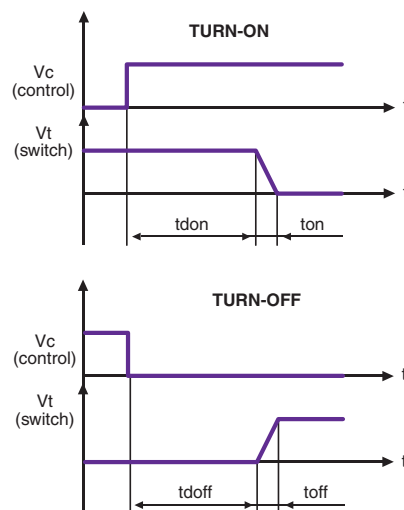 TURN-ON
Vc
(control)
t
Vt
(switch)
t
tdon
ton
TURN-OFF
Vc
(control)
t
Vt
(switch)
t
tdoff
toff